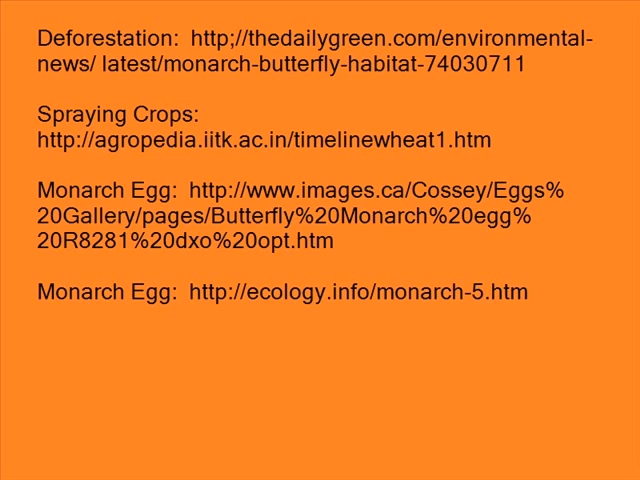 Deforestation:  http;//thedailygreen.com/environmental-
news/ latest/monarch-butterfly-habitat-74030711
Spraying Crops:
http://agropedia.iitk.ac.in/timelinewheat1.htm
Monarch Egg:  http://www.images.ca/Cossey/Eggs%
20Gallery/pages/Butterfly%20Monarch%20egg%
20R8281%20dxo%20opt.htm
Monarch Egg:  http://ecology.info/monarch-5.htm